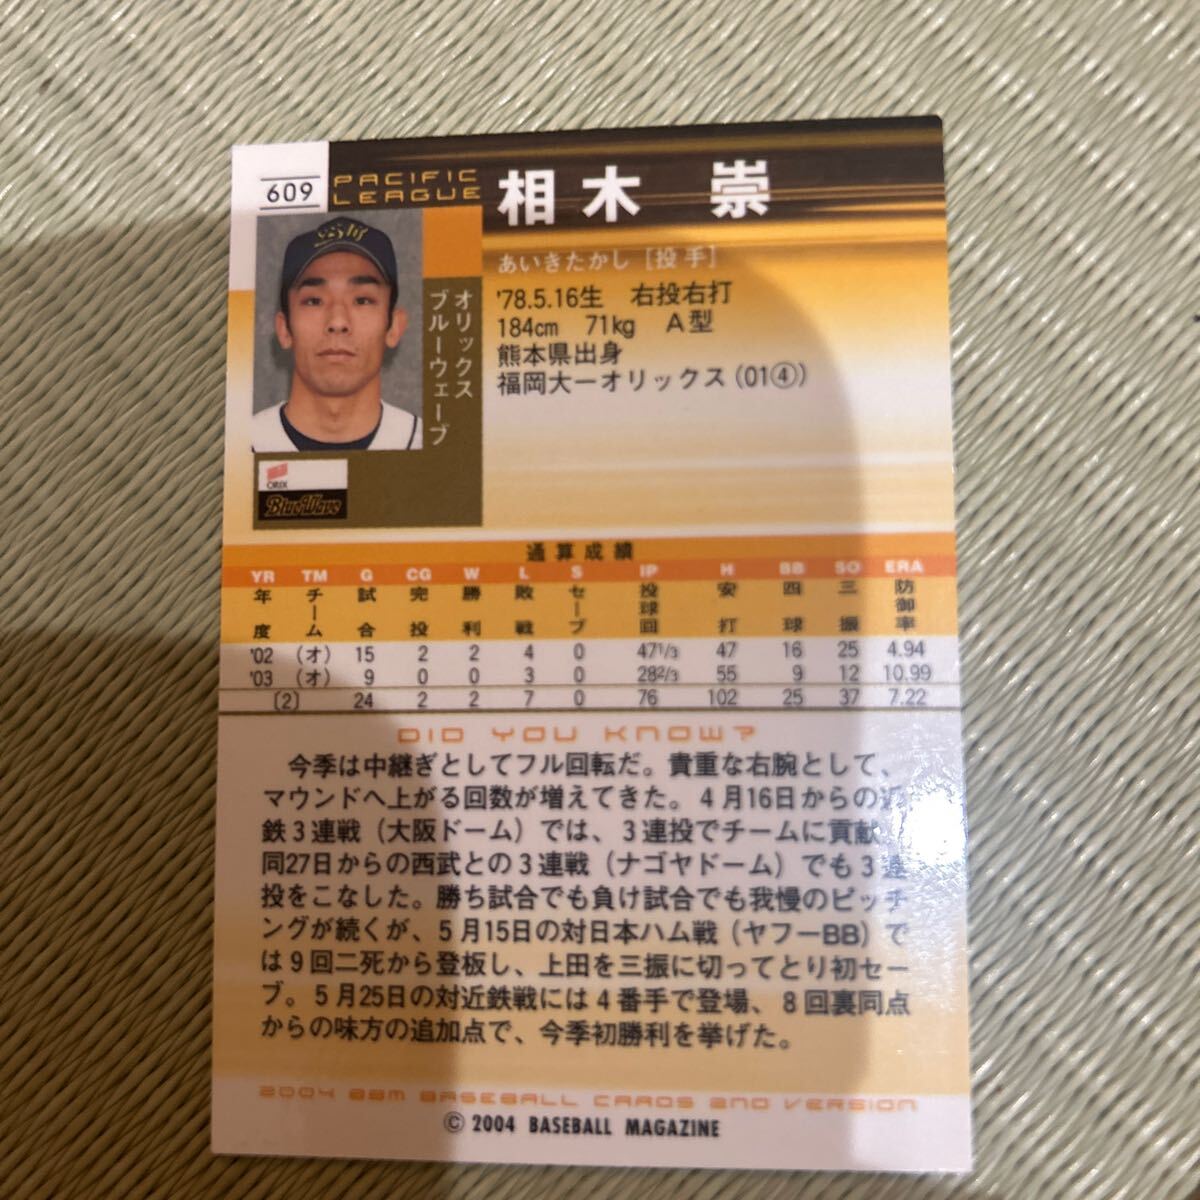 609
PACIFIC
LEAGUE
相木 崇
あいきたかし［投手］
'78.5.16生 右投右打
184cm 71kg A型
熊本県出身
福岡大ーオリックス（01④）
オリックス
ブルーウェーブ
ORIX
BlueWave
通算成績
YR TM G CG W L S IP H BB SO ERA
年度 チーム 試合 完投 勝利 敗戦 セーブ 投球回 安打 四球 三振 防御率
'02 （オ） 15 2 2 4 0 47 1/3 47 16 25 4.94
'03 （オ） 9 0 0 3 0 28 2/3 55 9 12 10.99
〔2〕 24 2 2 7 0 76 102 25 37 7.22
DID YOU KNOW?
今季は中継ぎとしてフル回転だ。貴重な右腕として、
マウンドへ上がる回数が増えてきた。4月16日からの近
鉄3連戦（大阪ドーム）では、3連投でチームに貢献
同27日からの西武との3連戦（ナゴヤドーム）でも3連
投をこなした。勝ち試合でも負け試合でも我慢のピッチ
ングが続くが、5月15日の対日本ハム戦（ヤフーBB）で
は9回二死から登板し、上田を三振に切ってとり初セー
ブ。5月25日の対近鉄戦には4番手で登場、8回裏同点
からの味方の追加点で、今季初勝利を挙げた。
2004 BBM BASEBALL CARDS 2ND VERSION
© 2004 BASEBALL MAGAZINE